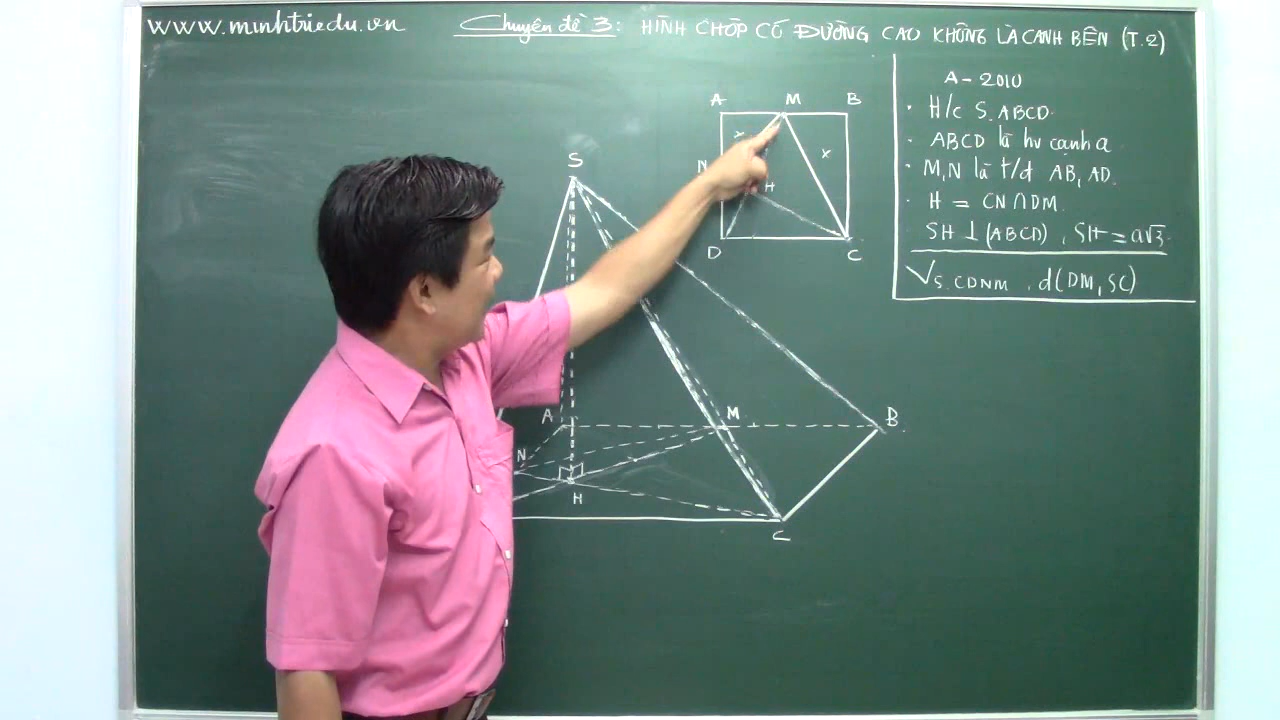 www.minhtriedu.vn
Chuyên đề 3: HÌNH CHÓP CÓ ĐƯỜNG CAO KHÔNG LÀ CẠNH BÊN (T.2)
A M B
x x
N
H
D C
A - 2010
· H/c S.ABCD.
· ABCD là hv cạnh a
· M,N là t/đ AB, AD.
· H = CN ∩ DM.
SH ⊥ (ABCD), SH = a√3.
V S.CDNM, d(DM, SC)
S
A M B
N
H
C